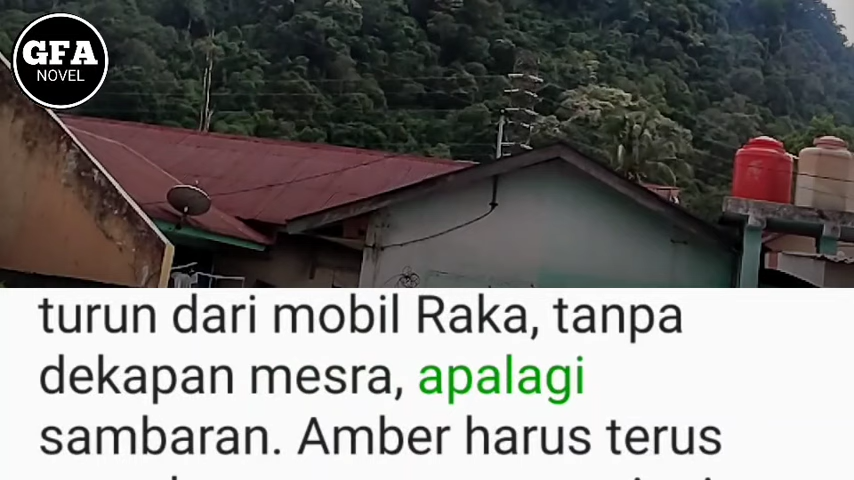 GFA
NOVEL
turun dari mobil Raka, tanpa
dekapan mesra, apalagi
sambaran. Amber harus terus